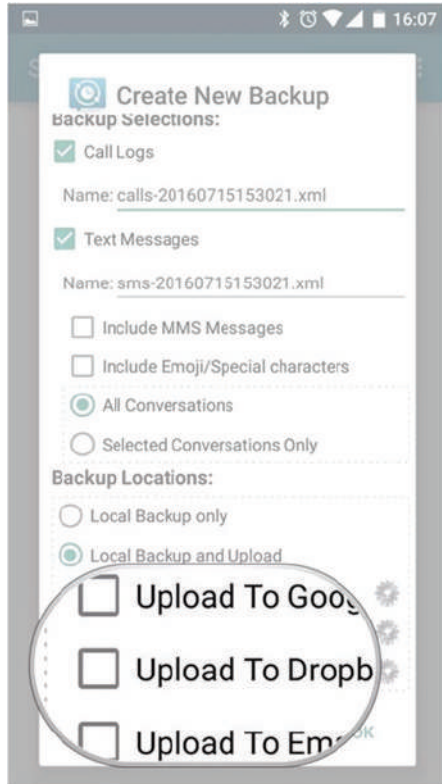 16:07
Create New Backup
Backup Selections:
Call Logs
Name: calls-20160715153021.xml
Text Messages
Name: sms-20160715153021.xml
Include MMS Messages
Include Emoji/Special characters
All Conversations
Selected Conversations Only
Backup Locations:
Local Backup only
Local Backup and Upload
Upload To Goog
Upload To Dropb
Upload To Ema
OK